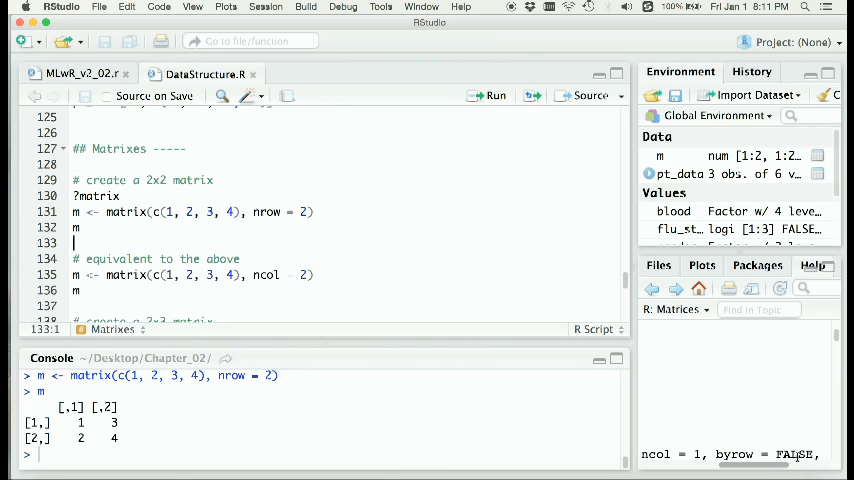 RStudio File Edit Code View Plots Session Build Debug Tools Window Help 100% Fri Jan 1 8:11 PM
RStudio
Go to file/function Project: (None)
MLwR_v2_02.r DataStructure.R
Source on Save Run Source
125
126
127 ## Matrixes -----
128
129 # create a 2x2 matrix
130 ?matrix
131 m <- matrix(c(1, 2, 3, 4), nrow = 2)
132 m
133
134 # equivalent to the above
135 m <- matrix(c(1, 2, 3, 4), ncol = 2)
136 m
137
138 # create a 2x3 matrix
133:1 Matrixes R Script
Console ~/Desktop/Chapter_02/
> m <- matrix(c(1, 2, 3, 4), nrow = 2)
> m
[,1] [,2]
[1,] 1 3
[2,] 2 4
>
Environment History
Import Dataset
Global Environment
Data
m num [1:2, 1:2…
pt_data 3 obs. of 6 v…
Values
blood Factor w/ 4 leve…
flu_st… logi [1:3] FALSE…
Files Plots Packages Help
R: Matrices Find in Topic
ncol = 1, byrow = FALSE,